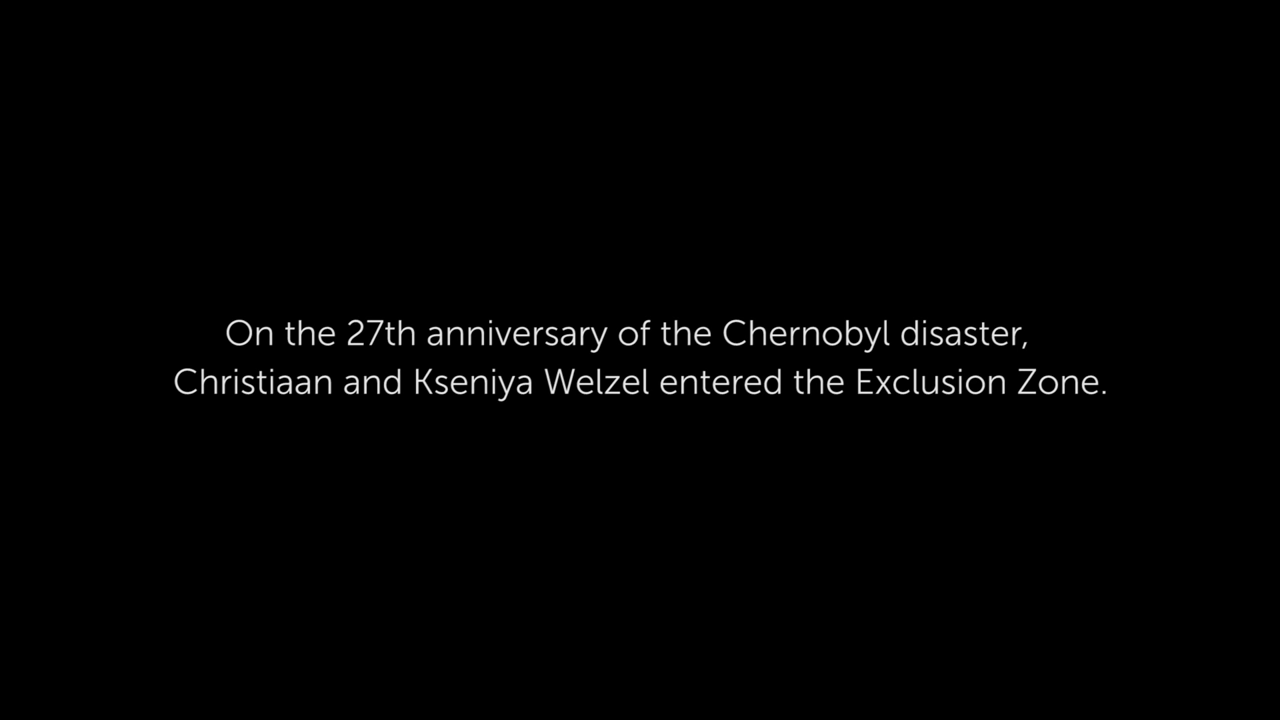 On the 27th anniversary of the Chernobyl disaster,
Christiaan and Kseniya Welzel entered the Exclusion Zone.